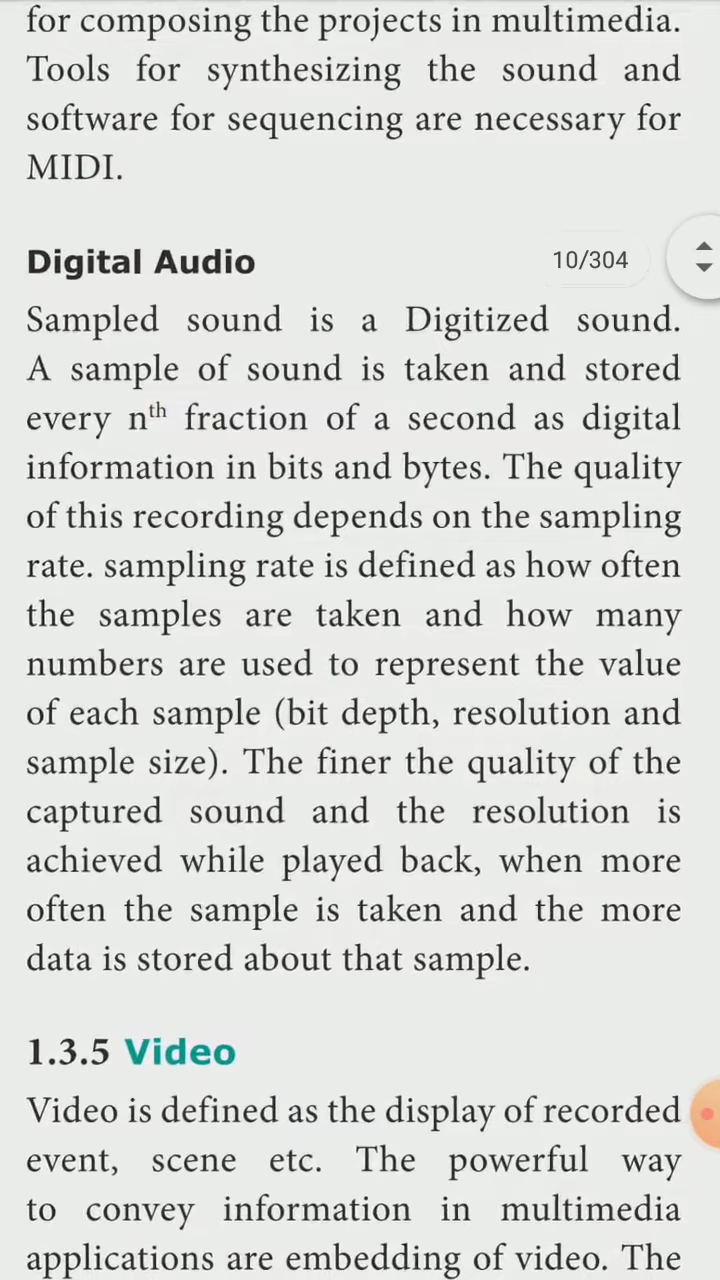 for composing the projects in multimedia.
Tools for synthesizing the sound and
software for sequencing are necessary for
MIDI.
Digital Audio
10/304
Sampled sound is a Digitized sound.
A sample of sound is taken and stored
every nth fraction of a second as digital
information in bits and bytes. The quality
of this recording depends on the sampling
rate. sampling rate is defined as how often
the samples are taken and how many
numbers are used to represent the value
of each sample (bit depth, resolution and
sample size). The finer the quality of the
captured sound and the resolution is
achieved while played back, when more
often the sample is taken and the more
data is stored about that sample.
1.3.5 Video
Video is defined as the display of recorded
event, scene etc. The powerful way
to convey information in multimedia
applications are embedding of video. The